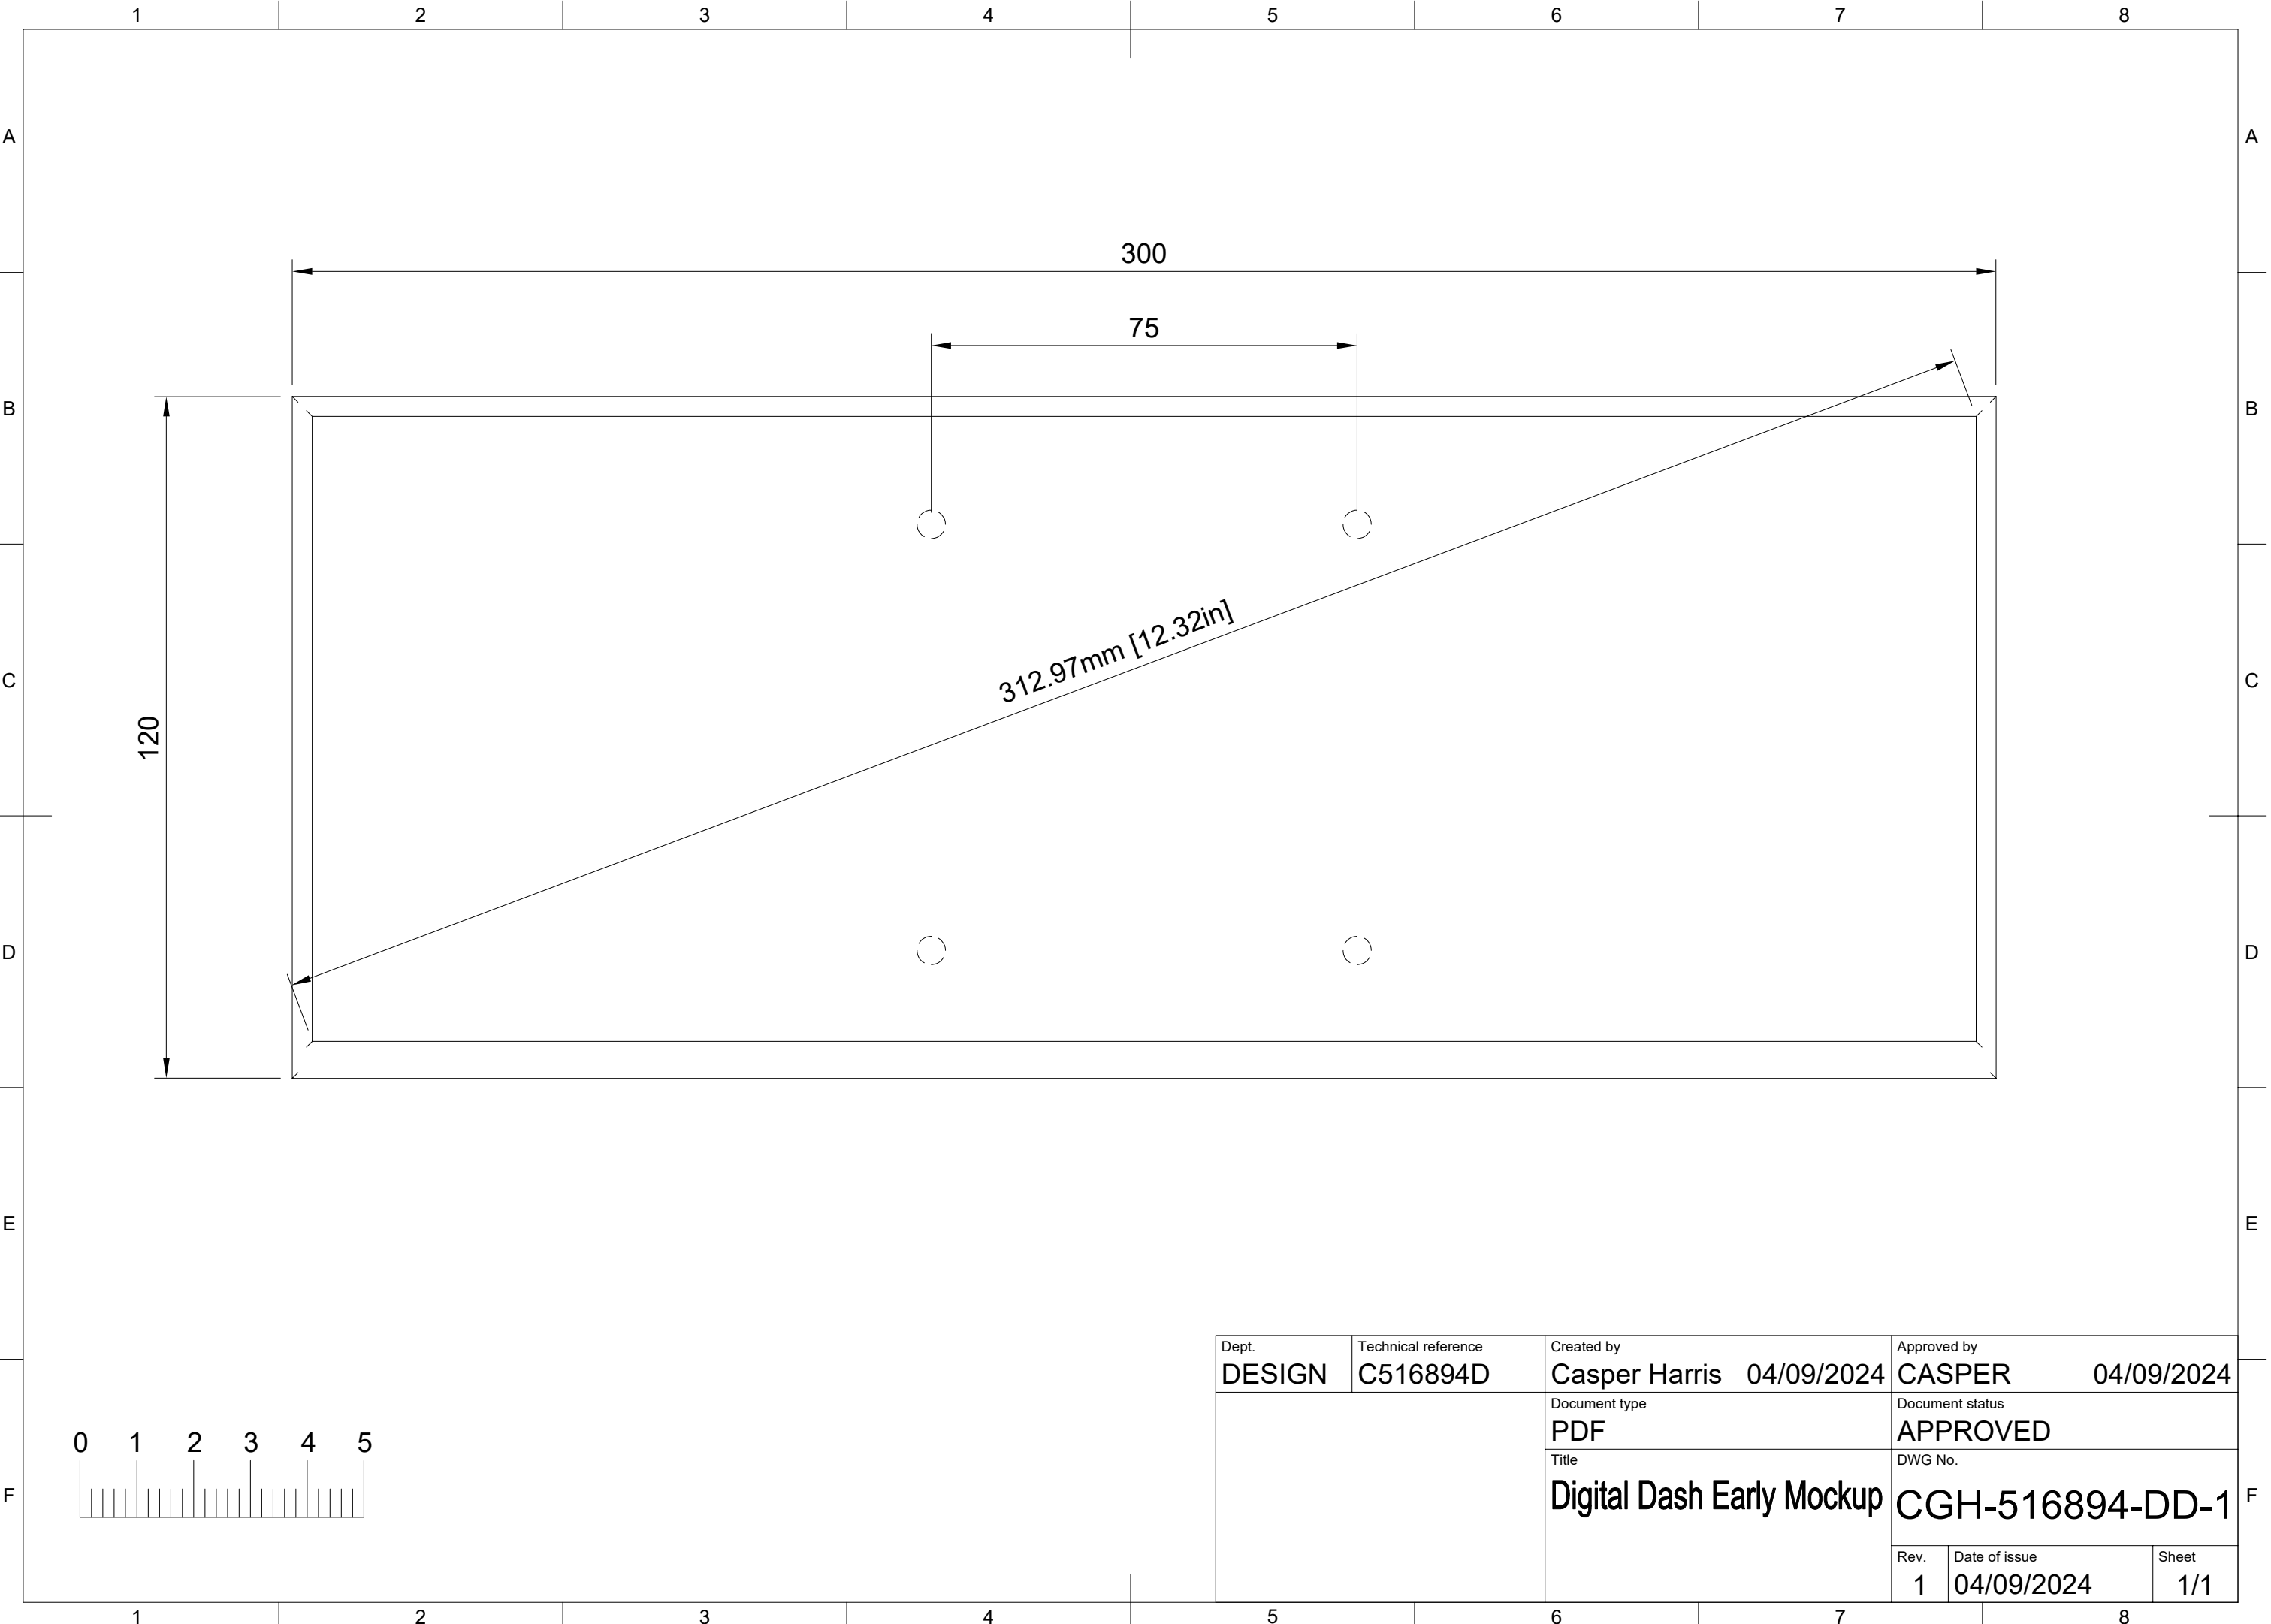 1 2 3 4 5 6 7 8
A A
300
75
B B
312.97mm [12.32in]
C C
120
D D
E E
Dept. Technical reference Created by Approved by
DESIGN C516894D Casper Harris 04/09/2024 CASPER 04/09/2024
Document type Document status
PDF APPROVED
0 1 2 3 4 5
Title DWG No.
Digital Dash Early Mockup CGH-516894-DD-1
F F
Rev. Date of issue Sheet
1 04/09/2024 1/1
1 2 3 4 5 6 7 8